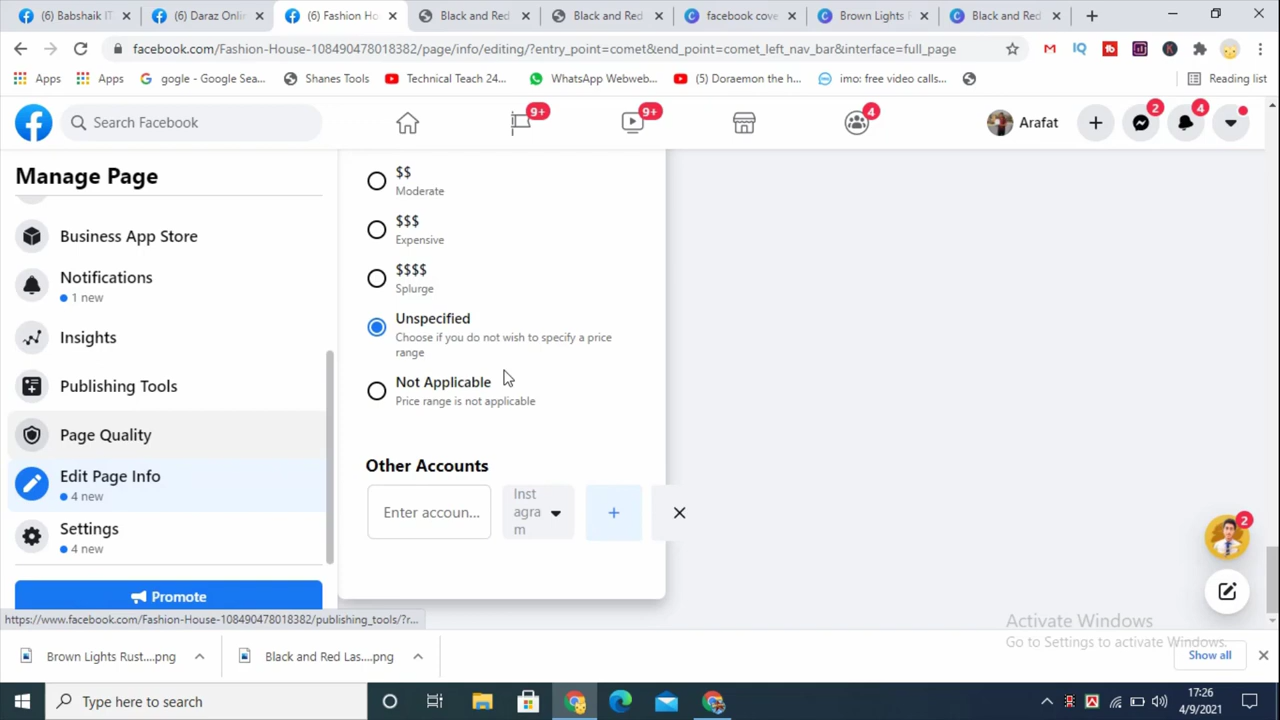 (6) Babshaik IT
(6) Daraz Onli
(6) Fashion Ho
Black and Red
Black and Red
facebook cove
Brown Lights R
Black and Red
facebook.com/Fashion-House-108490478018382/page/info/editing/?entry_point=comet&end_point=comet_left_nav_bar&interface=full_page
Apps
Apps
gogle - Google Sea...
Shanes Tools
Technical Teach 24...
WhatsApp Webweb...
(5) Doraemon the h...
imo: free video calls...
Reading list
Search Facebook
9+
9+
4
Arafat
2
4
Manage Page
Business App Store
Notifications
1 new
Insights
Publishing Tools
Page Quality
Edit Page Info
4 new
Settings
4 new
Promote
$$
Moderate
$$$
Expensive
$$$$
Splurge
Unspecified
Choose if you do not wish to specify a price
range
Not Applicable
Price range is not applicable
Other Accounts
Enter accoun...
Inst
agra
m
+
2
https://www.facebook.com/Fashion-House-108490478018382/publishing_tools/?r...
Activate Windows
Go to Settings to activate Windows.
Brown Lights Rust....png
Black and Red Las....png
Show all
Type here to search
17:26
4/9/2021